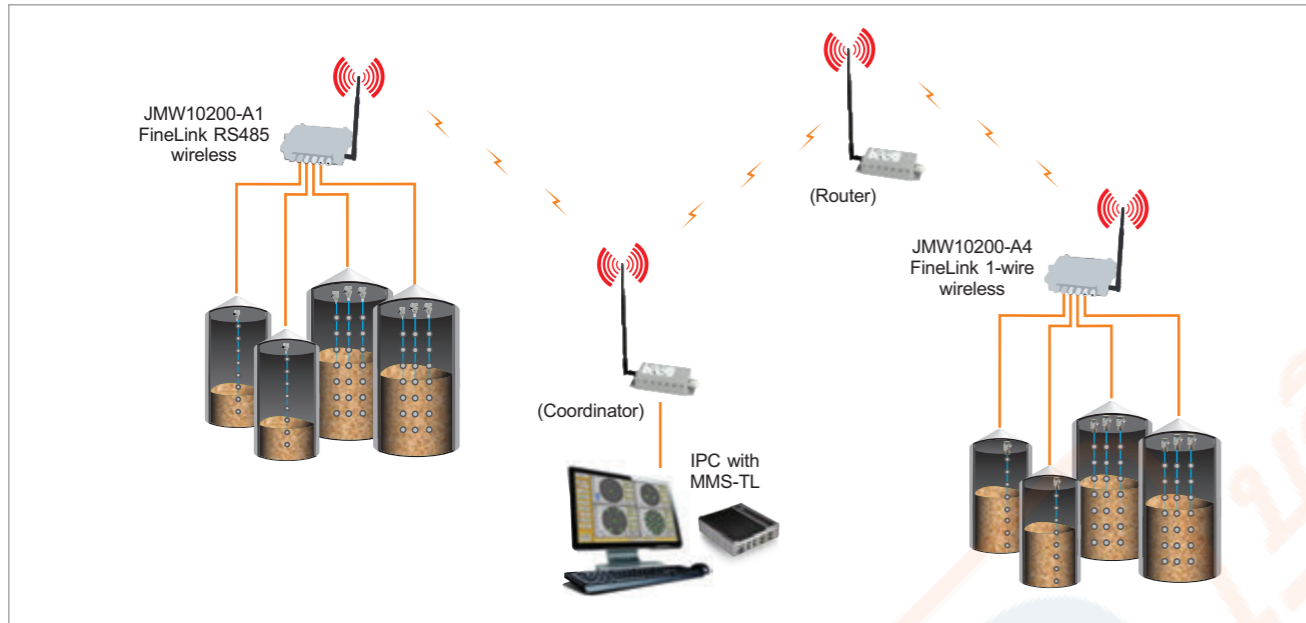 JMW10200-A1
FineLink RS485
wireless
(Router)
JMW10200-A4
FineLink 1-wire
wireless
(Coordinator)
IPC with
MMS-TL